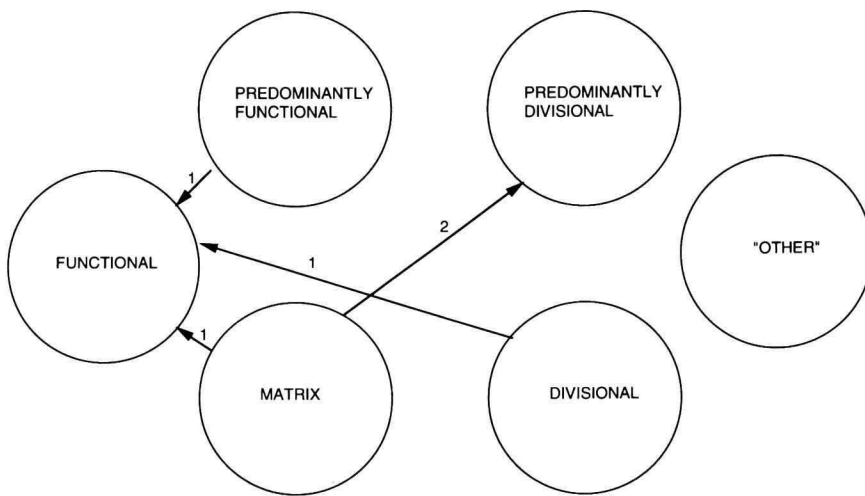 PREDOMINANTLY
FUNCTIONAL
PREDOMINANTLY
DIVISIONAL
1
2
FUNCTIONAL
1
"OTHER"
1
MATRIX
DIVISIONAL